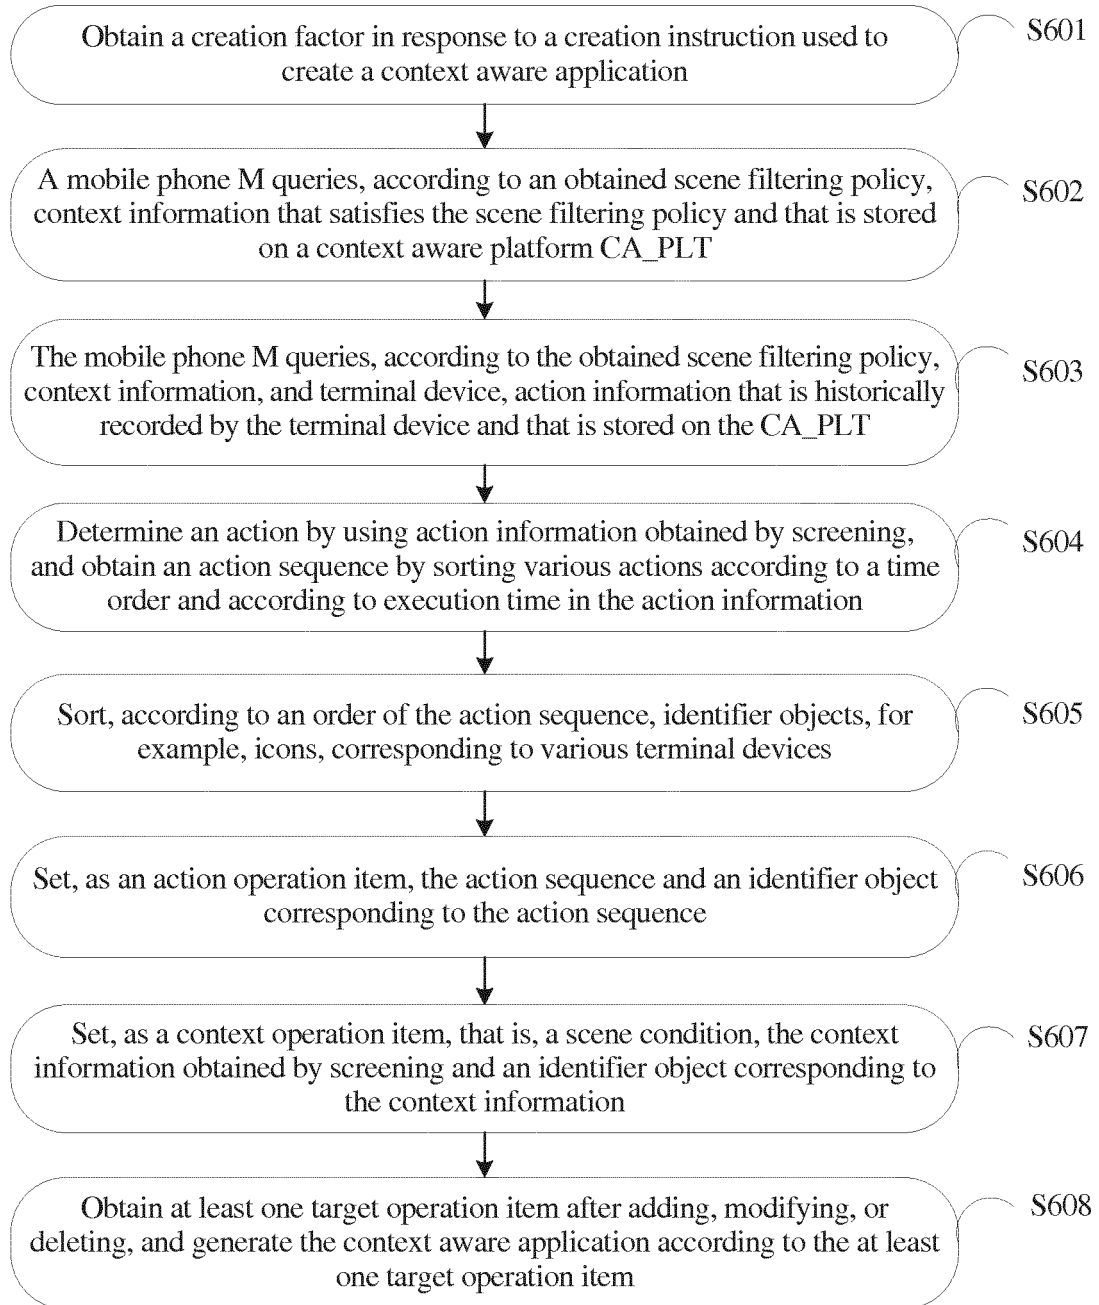 Obtain a creation factor in response to a creation instruction used to
create a context aware application
S601
A mobile phone M queries, according to an obtained scene filtering policy,
context information that satisfies the scene filtering policy and that is stored
on a context aware platform CA_PLT
S602
The mobile phone M queries, according to the obtained scene filtering policy,
context information, and terminal device, action information that is historically
recorded by the terminal device and that is stored on the CA_PLT
S603
Determine an action by using action information obtained by screening,
and obtain an action sequence by sorting various actions according to a time
order and according to execution time in the action information
S604
Sort, according to an order of the action sequence, identifier objects, for
example, icons, corresponding to various terminal devices
S605
Set, as an action operation item, the action sequence and an identifier object
corresponding to the action sequence
S606
Set, as a context operation item, that is, a scene condition, the context
information obtained by screening and an identifier object corresponding to
the context information
S607
Obtain at least one target operation item after adding, modifying, or
deleting, and generate the context aware application according to the at least
one target operation item
S608